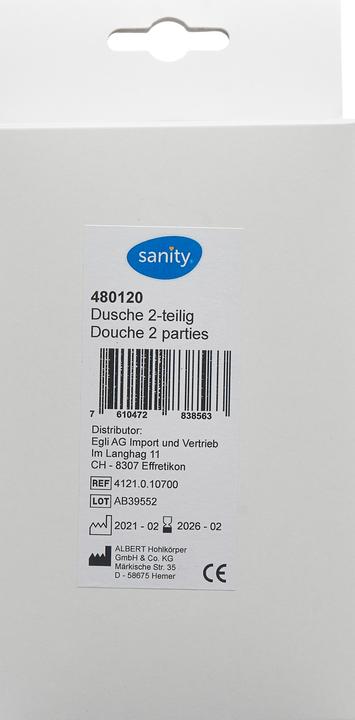 sanity
480120
Dusche 2-teilig
Douche 2 parties
7 610472 838563
Distributor:
Egli AG Import und Vertrieb
Im Langhag 11
CH - 8307 Effretikon
REF 4121.0.10700
LOT AB39552
2021 - 02 2026 - 02
ALBERT Hohlkörper
GmbH & Co. KG
Märkische Str. 35
D - 58675 Hemer
CE